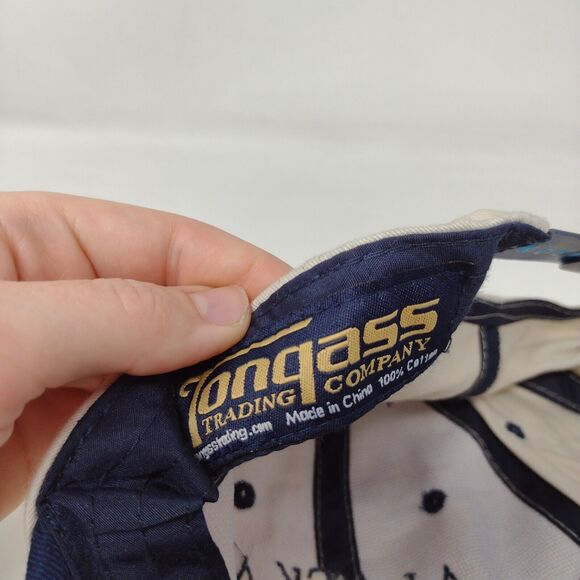 Tongass
TRADING COMPANY
Made in China 100% Cotton